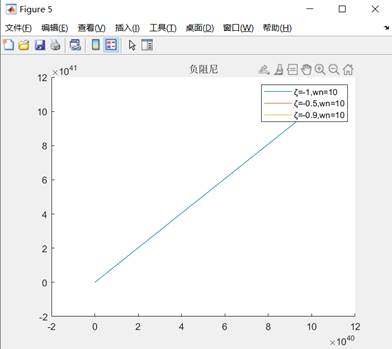 Figure 5
文件(F) 编辑(E) 查看(V) 插入(I) 工具(T) 桌面(D) 窗口(W) 帮助(H)
×10^41
负阻尼
12
ζ=-1,wn=10
ζ=-0.5,wn=10
ζ=-0.9,wn=10
10
8
6
4
2
0
-2
-2 0 2 4 6 8 10 12
×10^40